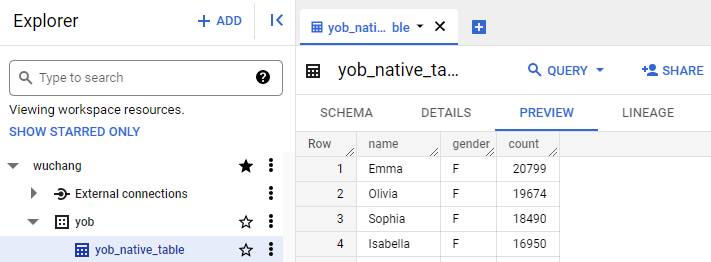 Explorer
+ ADD
Type to search
?
Viewing workspace resources.
SHOW STARRED ONLY
wuchang
External connections
yob
yob_native_table
yob_nati... ble
yob_native_ta...
QUERY
SHARE
SCHEMA DETAILS PREVIEW LINEAGE
Row name gender count
1 Emma F 20799
2 Olivia F 19674
3 Sophia F 18490
4 Isabella F 16950